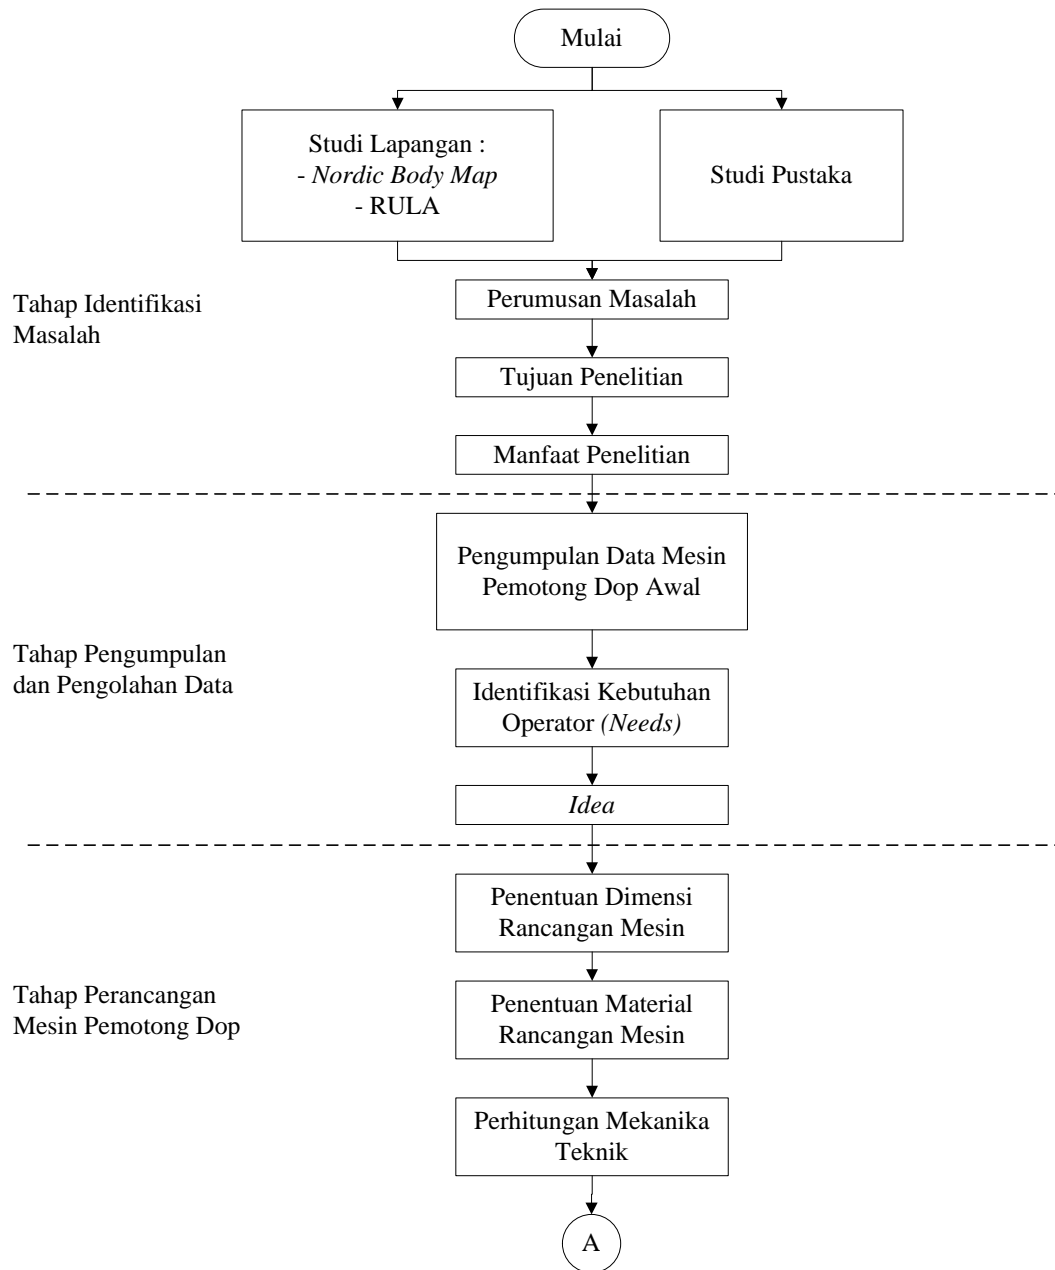 Mulai
Studi Lapangan :
- Nordic Body Map
- RULA
Studi Pustaka
Tahap Identifikasi
Masalah
Perumusan Masalah
Tujuan Penelitian
Manfaat Penelitian
Pengumpulan Data Mesin
Pemotong Dop Awal
Tahap Pengumpulan
dan Pengolahan Data
Identifikasi Kebutuhan
Operator (Needs)
Idea
Penentuan Dimensi
Rancangan Mesin
Tahap Perancangan
Mesin Pemotong Dop
Penentuan Material
Rancangan Mesin
Perhitungan Mekanika
Teknik
A